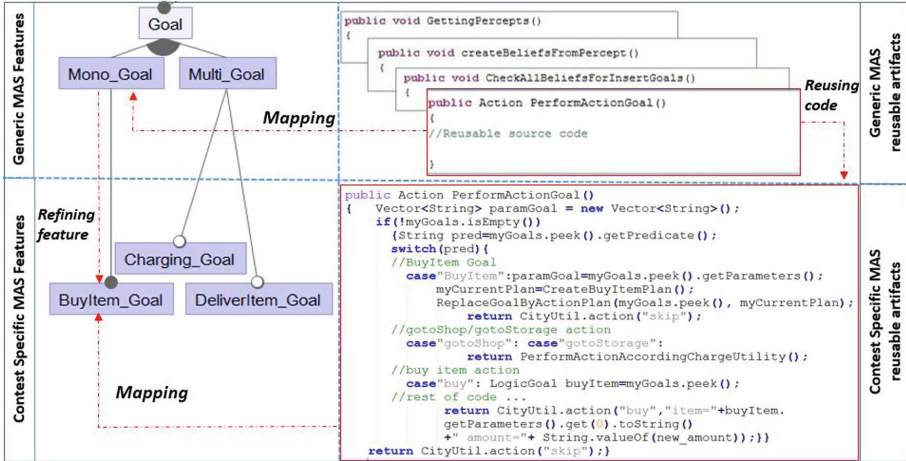 Generic MAS Features
Goal
Mono_Goal
Multi_Goal
Mapping
public void GettingPercepts()
{
public void createBeliefsFromPercept()
{
public void CheckAllBeliefsForInsertGoals()
{
public Action PerformActionGoal()
{
//Reusable source code
}
Reusing
code
Generic MAS
reusable artifacts
Contest Specific MAS Features
Refining
feature
Charging_Goal
BuyItem_Goal
DeliverItem_Goal
Mapping
public Action PerformActionGoal()
{ Vector<String> paramGoal = new Vector<String>();
if(!myGoals.isEmpty())
{String pred=myGoals.peek().getPredicate();
switch(pred){
//BuyItem Goal
case"BuyItem":paramGoal=myGoals.peek().getParameters();
myCurrentPlan=CreateBuyItemPlan();
ReplaceGoalByActionPlan(myGoals.peek(), myCurrentPlan);
return CityUtil.action("skip");
//gotoShop/gotoStorage action
case"gotoShop": case"gotoStorage":
return PerformActionAccordingChargeUtility();
//buy item action
case"buy": LogicGoal buyItem=myGoals.peek();
//rest of code ...
return CityUtil.action("buy","item="+buyItem.
getParameters().get(0).toString()
+" amount="+ String.valueOf(new_amount));}}
return CityUtil.action("skip");}
Contest Specific MAS
reusable artifacts